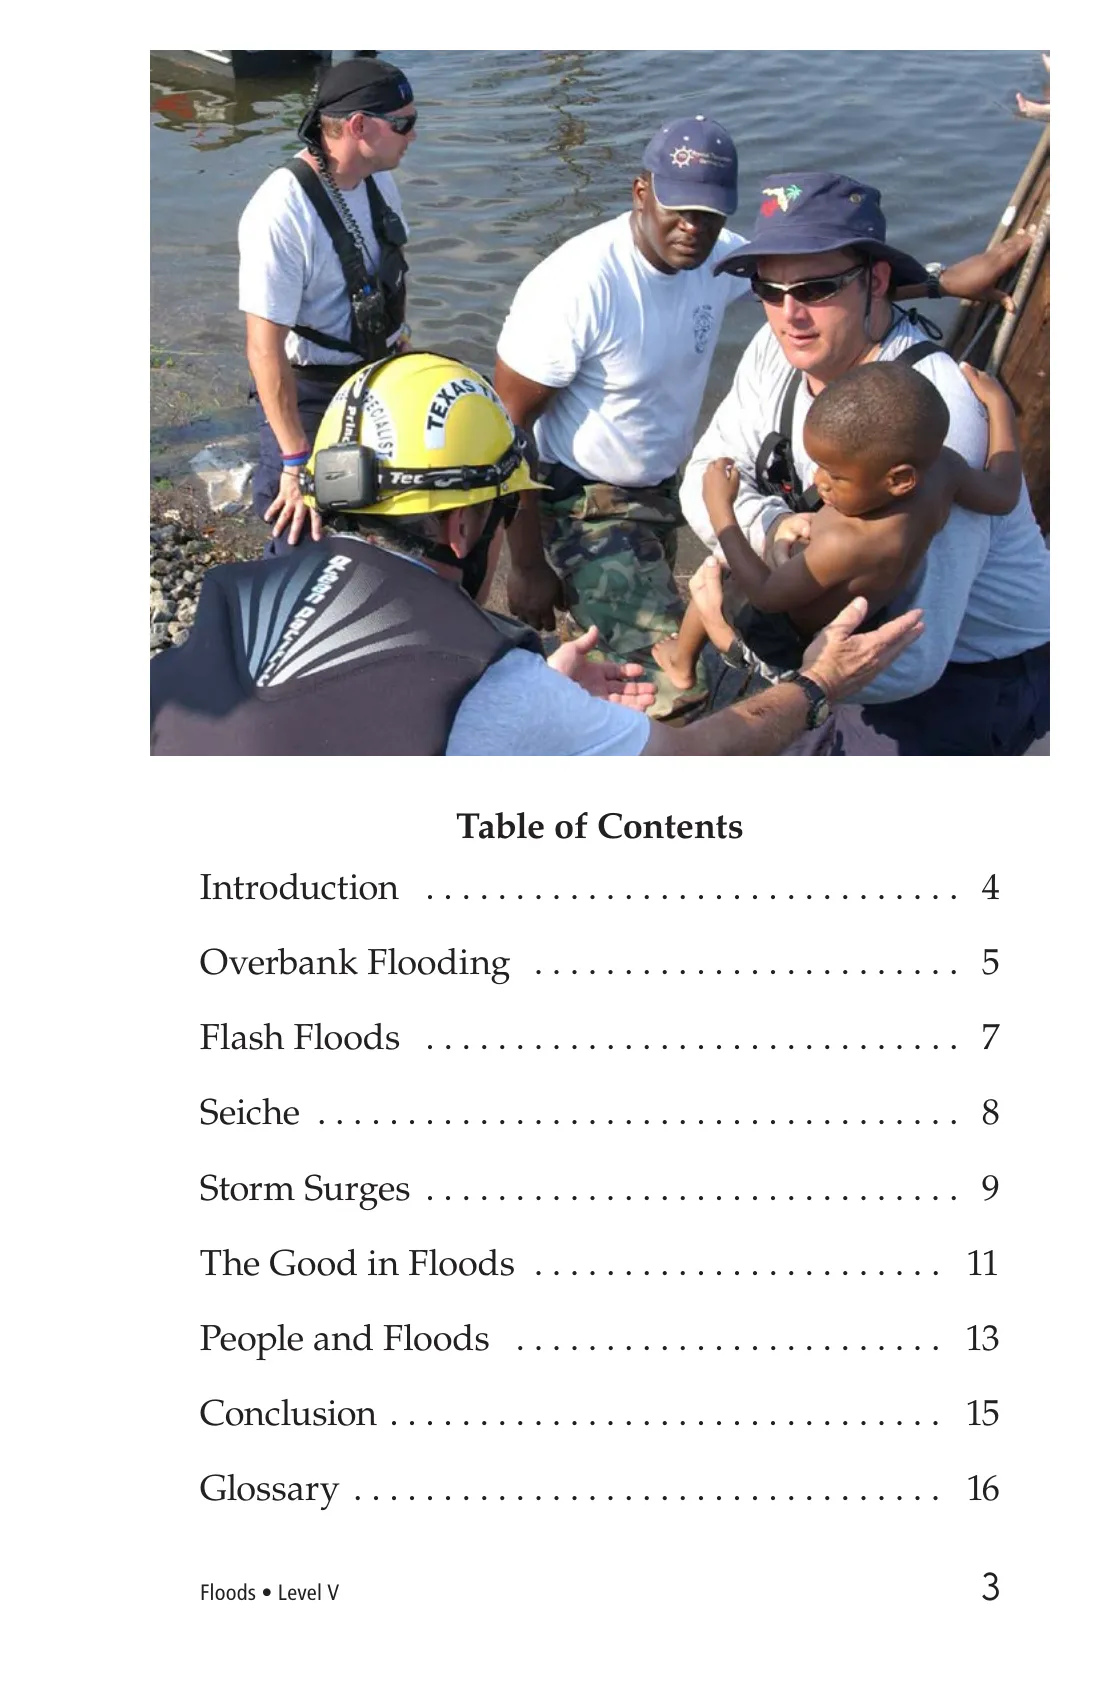 TEXAS
SPECIALIST
Princ
Tec
Table of Contents
Introduction . . . . . . . . . . . . . . . . . . . . . . . . . . . . . . 4
Overbank Flooding . . . . . . . . . . . . . . . . . . . . . . . . 5
Flash Floods . . . . . . . . . . . . . . . . . . . . . . . . . . . . . . 7
Seiche . . . . . . . . . . . . . . . . . . . . . . . . . . . . . . . . . . . . 8
Storm Surges . . . . . . . . . . . . . . . . . . . . . . . . . . . . . . 9
The Good in Floods . . . . . . . . . . . . . . . . . . . . . . . 11
People and Floods . . . . . . . . . . . . . . . . . . . . . . . . 13
Conclusion . . . . . . . . . . . . . . . . . . . . . . . . . . . . . . . 15
Glossary . . . . . . . . . . . . . . . . . . . . . . . . . . . . . . . . . 16
Floods • Level V 3